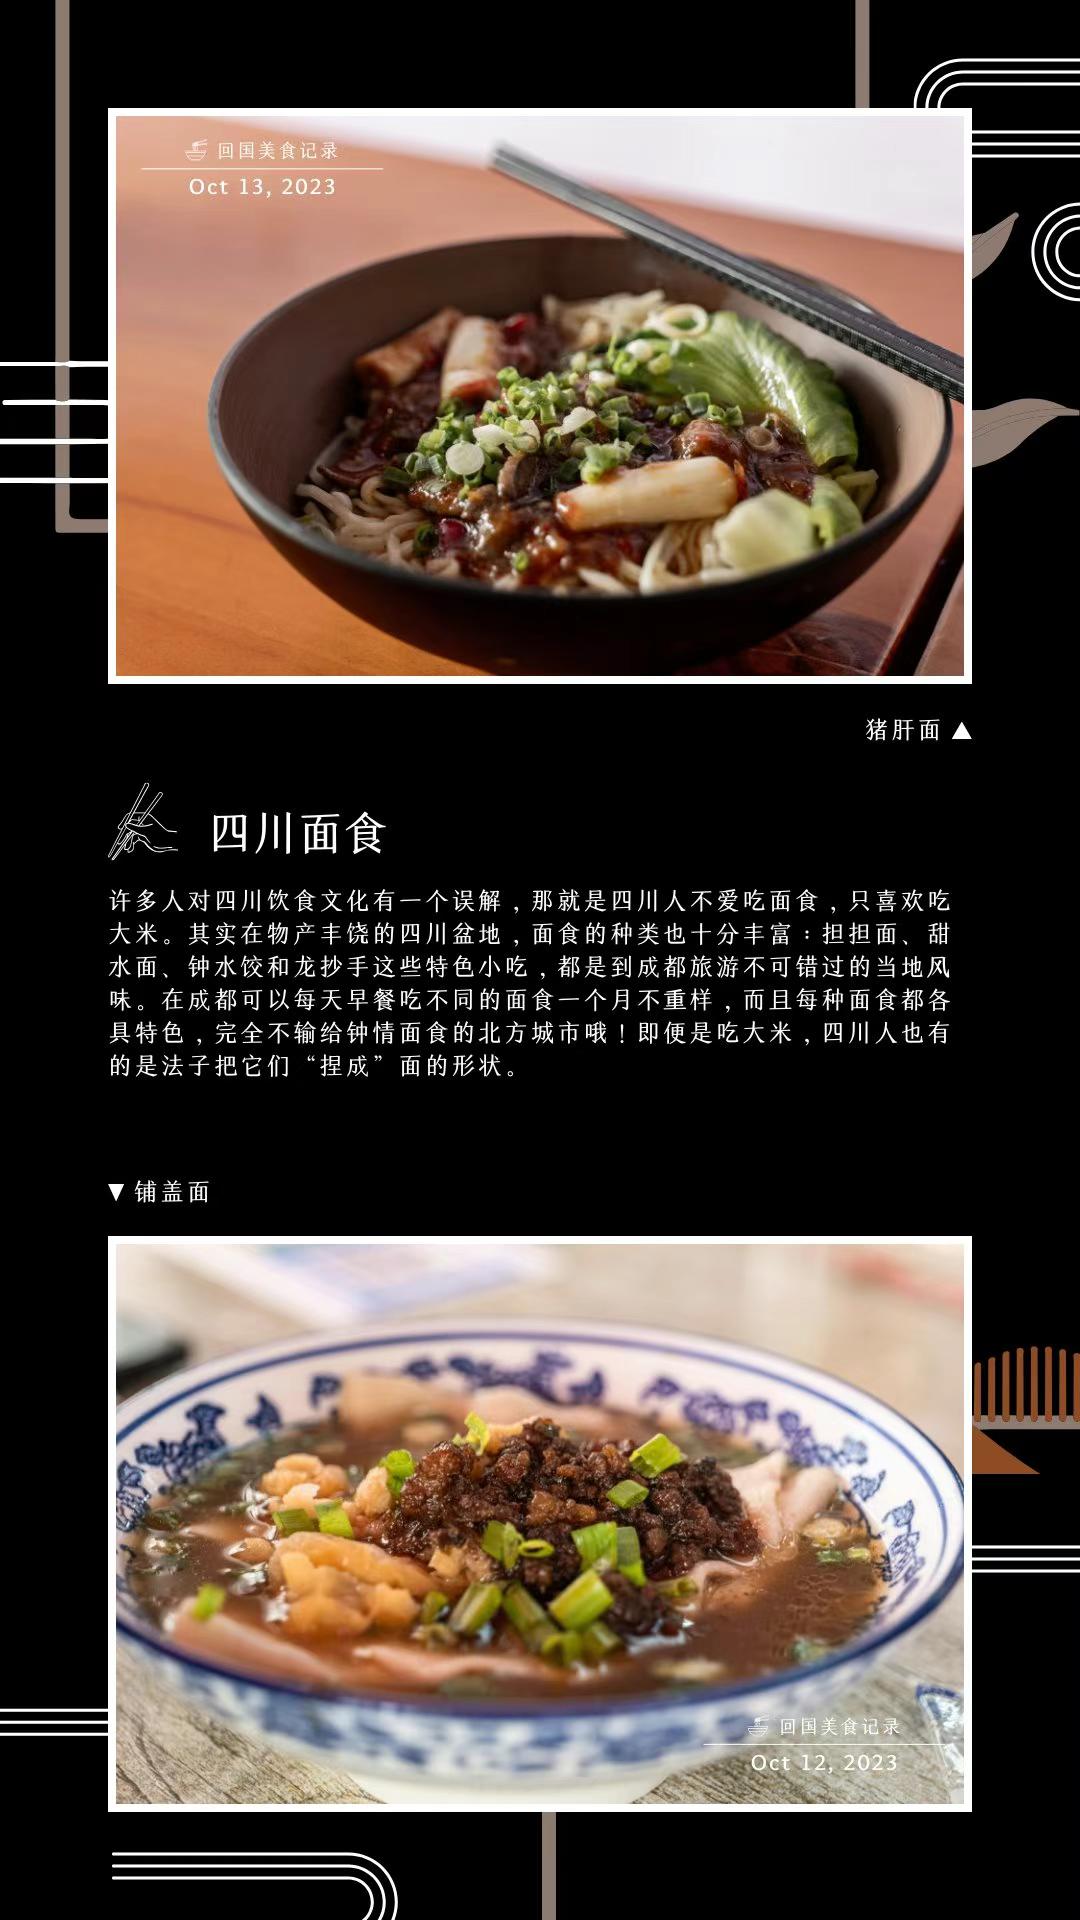 回国美食记录
Oct 13, 2023
猪肝面 ▲
四川面食
许多人对四川饮食文化有一个误解，那就是四川人不爱吃面食，只喜欢吃
大米。其实在物产丰饶的四川盆地，面食的种类也十分丰富：担担面、甜
水面、钟水饺和龙抄手这些特色小吃，都是到成都旅游不可错过的当地风
味。在成都可以每天早餐吃不同的面食一个月不重样，而且每种面食都各
具特色，完全不输给钟情面食的北方城市哦！即便是吃大米，四川人也有
的是法子把它们“捏成”面的形状。
▼ 铺盖面
回国美食记录
Oct 12, 2023